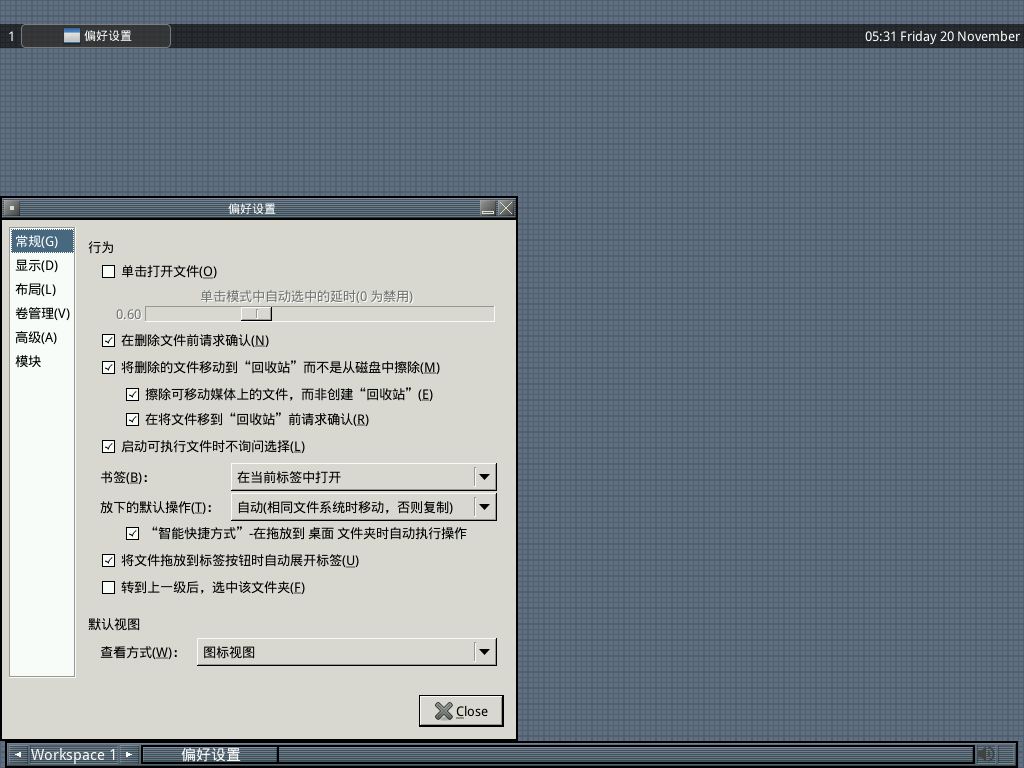 1 偏好设置 05:31 Friday 20 November
偏好设置
常规(G)
显示(D)
布局(L)
卷管理(V)
高级(A)
模块
行为
单击打开文件(O)
单击模式中自动选中的延时(0 为禁用)
0.60
在删除文件前请求确认(N)
将删除的文件移动到“回收站”而不是从磁盘中擦除(M)
擦除可移动媒体上的文件，而非创建“回收站”(E)
在将文件移到“回收站”前请求确认(R)
启动可执行文件时不询问选择(L)
书签(B)： 在当前标签中打开
放下的默认操作(T)： 自动(相同文件系统时移动，否则复制)
“智能快捷方式”-在拖放到 桌面 文件夹时自动执行操作
将文件拖放到标签按钮时自动展开标签(U)
转到上一级后，选中该文件夹(F)
默认视图
查看方式(W)： 图标视图
Close
Workspace 1 偏好设置